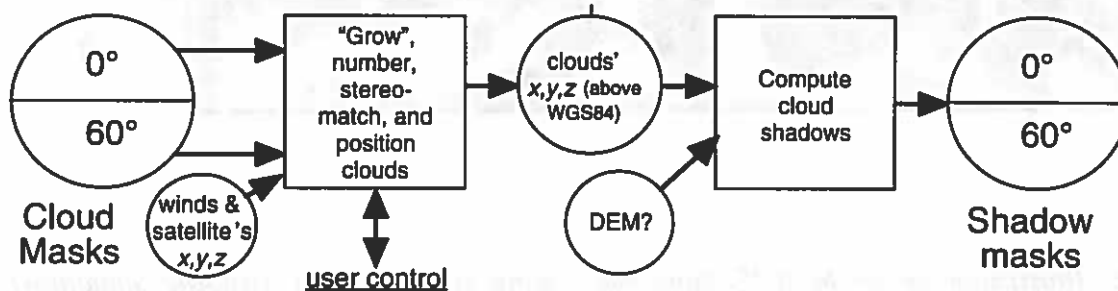 0°
60°
Cloud
Masks
winds &
satellite's
x,y,z
"Grow",
number,
stereo-
match, and
position
clouds
user control
clouds'
x,y,z (above
WGS84)
DEM?
Compute
cloud
shadows
0°
60°
Shadow
masks